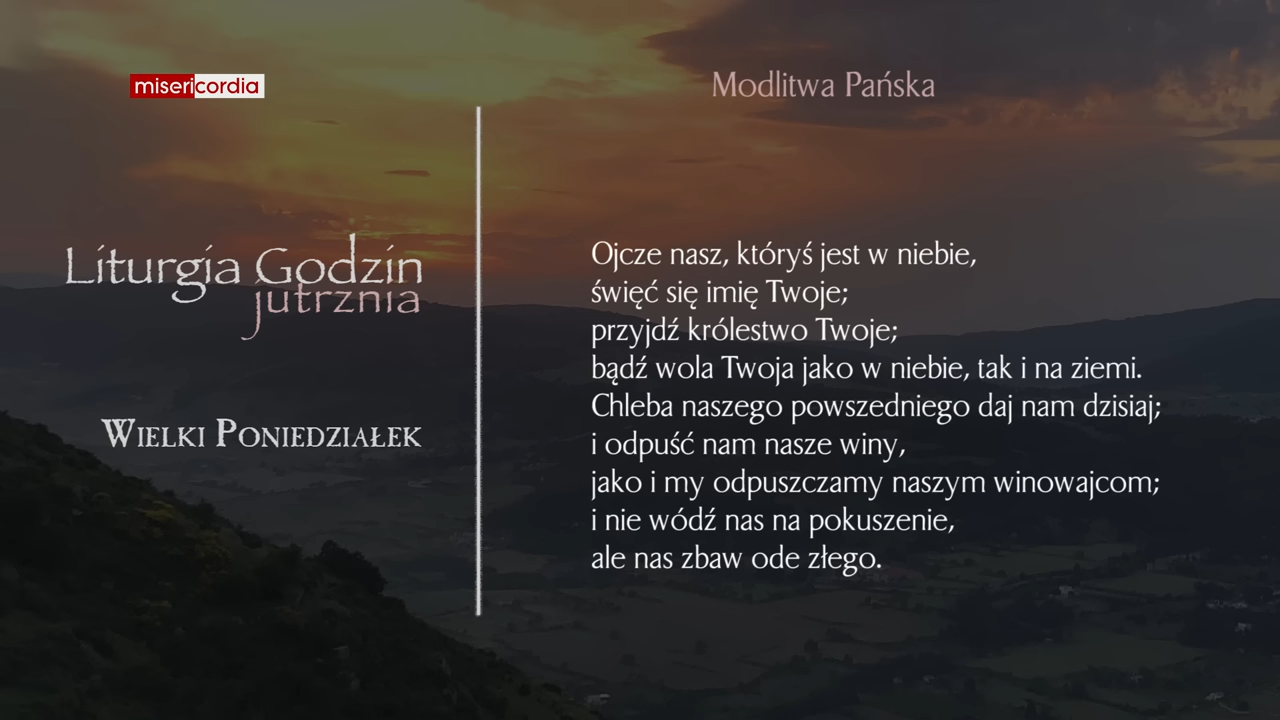 misericordia
Liturgia Godzin
jutrznia
Wielki Poniedziałek
Modlitwa Pańska
Ojcze nasz, któryś jest w niebie,
święć się imię Twoje;
przyjdź królestwo Twoje;
bądź wola Twoja jako w niebie, tak i na ziemi.
Chleba naszego powszedniego daj nam dzisiaj;
i odpuść nam nasze winy,
jako i my odpuszczamy naszym winowajcom;
i nie wódź nas na pokuszenie,
ale nas zbaw ode złego.